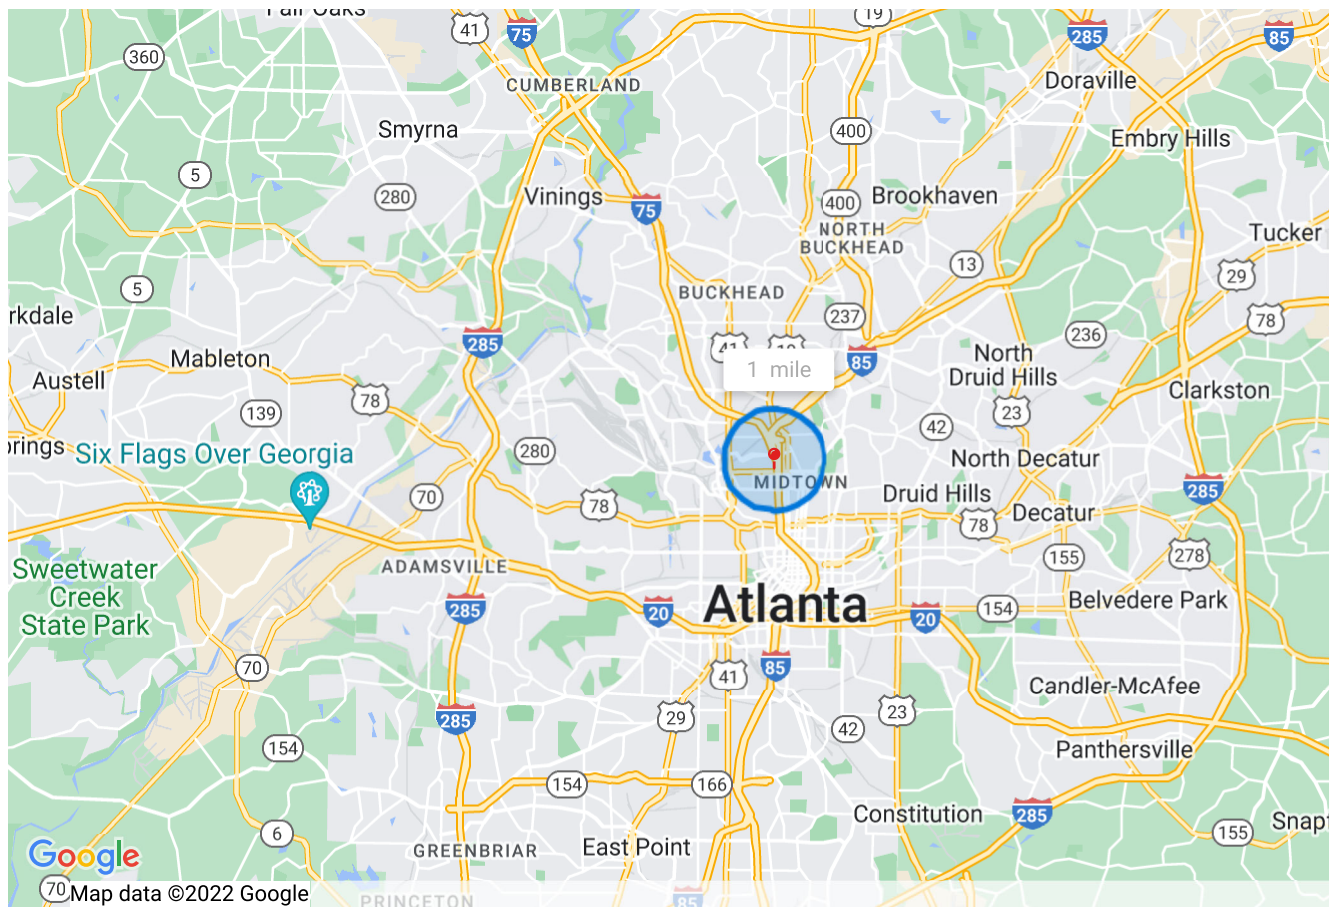 Fair Oaks
41
75
19
285
85
360
CUMBERLAND
Doraville
Smyrna
400
Embry Hills
5
280
Vinings
75
400
Brookhaven
NORTH
BUCKHEAD
Tucker
13
29
5
BUCKHEAD
rkdale
237
78
285
236
41
19
Mableton
85
North
Druid Hills
1 mile
Austell
78
Clarkston
139
23
42
prings
Six Flags Over Georgia
280
North Decatur
MIDTOWN
285
70
78
Druid Hills
78
Decatur
155
278
Sweetwater
Creek
State Park
ADAMSVILLE
285
20
Atlanta
20
154
Belvedere Park
70
85
41
Candler-McAfee
285
29
23
42
154
Panthersville
154
166
Constitution
285
6
155
Snapf
GREENBRIAR
East Point
Google
70
Map data ©2022 Google
PRINCETON
85